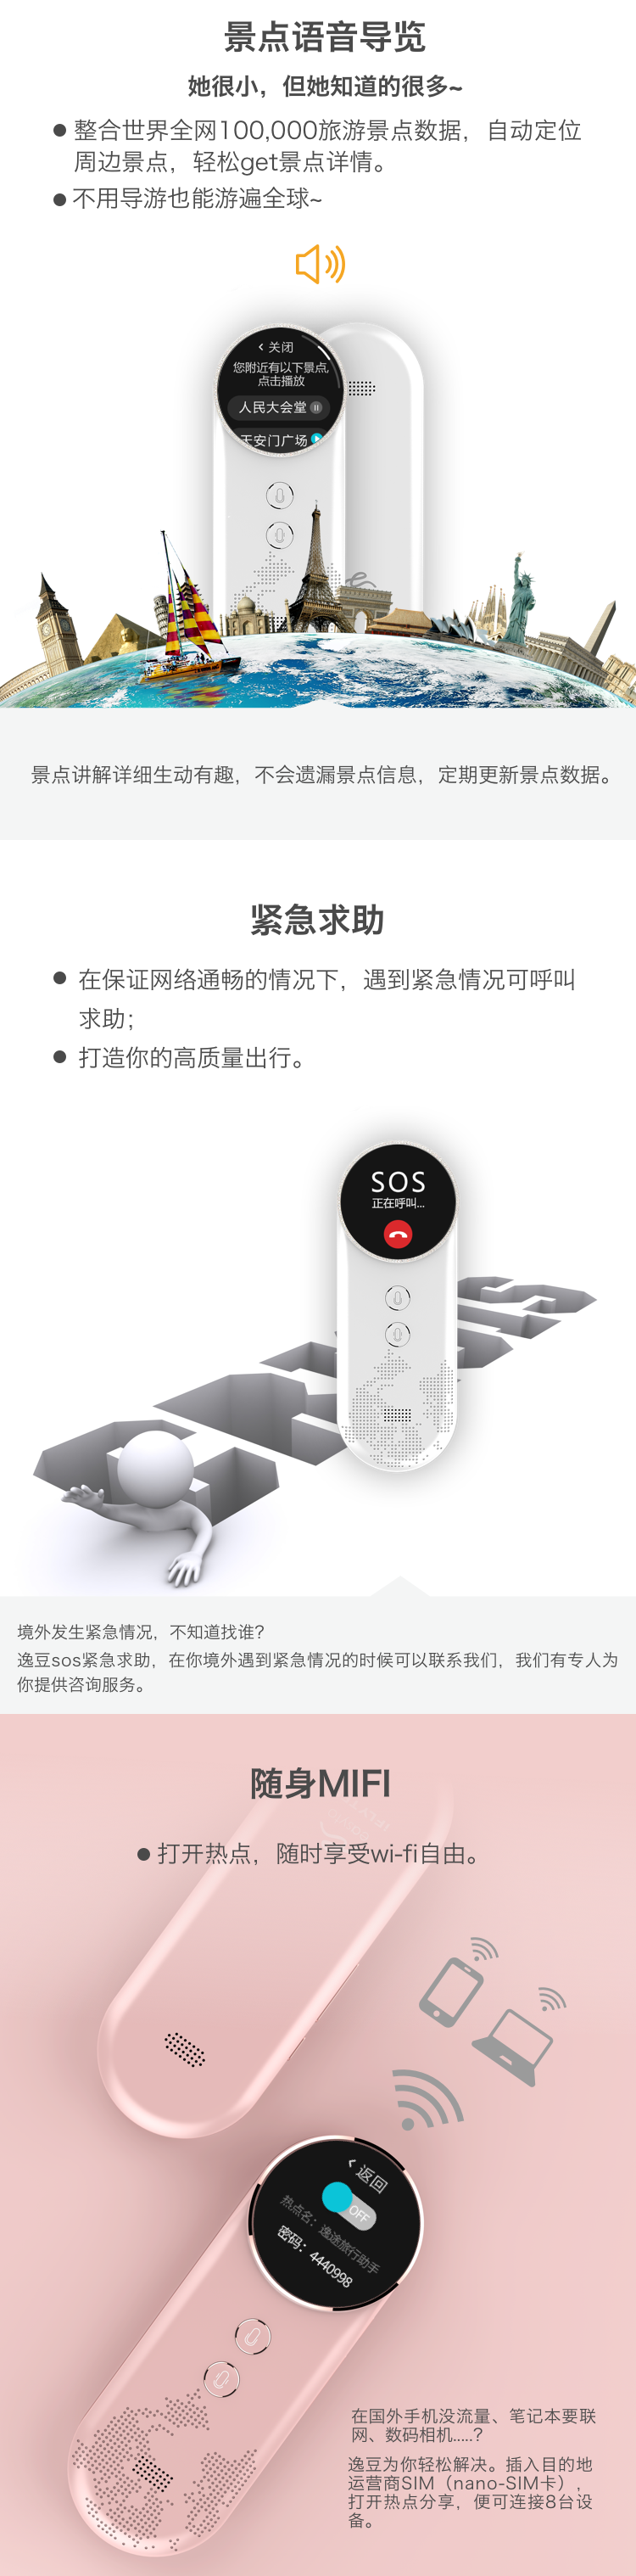 景点语音导览
她很小，但她知道的很多~
● 整合世界全网100,000旅游景点数据，自动定位
周边景点，轻松get景点详情。
● 不用导游也能游遍全球~
< 关闭
您附近有以下景点,
点击播放
人民大会堂
天安门广场
景点讲解详细生动有趣，不会遗漏景点信息，定期更新景点数据。
紧急求助
● 在保证网络通畅的情况下，遇到紧急情况可呼叫
求助；
● 打造你的高质量出行。
SOS
正在呼叫...
境外发生紧急情况，不知道找谁？
逸豆sos紧急求助，在你境外遇到紧急情况的时候可以联系我们，我们有专人为
你提供咨询服务。
随身MIFI
● 打开热点，随时享受wi-fi自由。
< 返回
OFF
热点名：逸途旅行助手
密码：4440998
在国外手机没流量、笔记本要联
网、数码相机.....?
逸豆为你轻松解决。插入目的地
运营商SIM（nano-SIM卡），
打开热点分享，便可连接8台设
备。